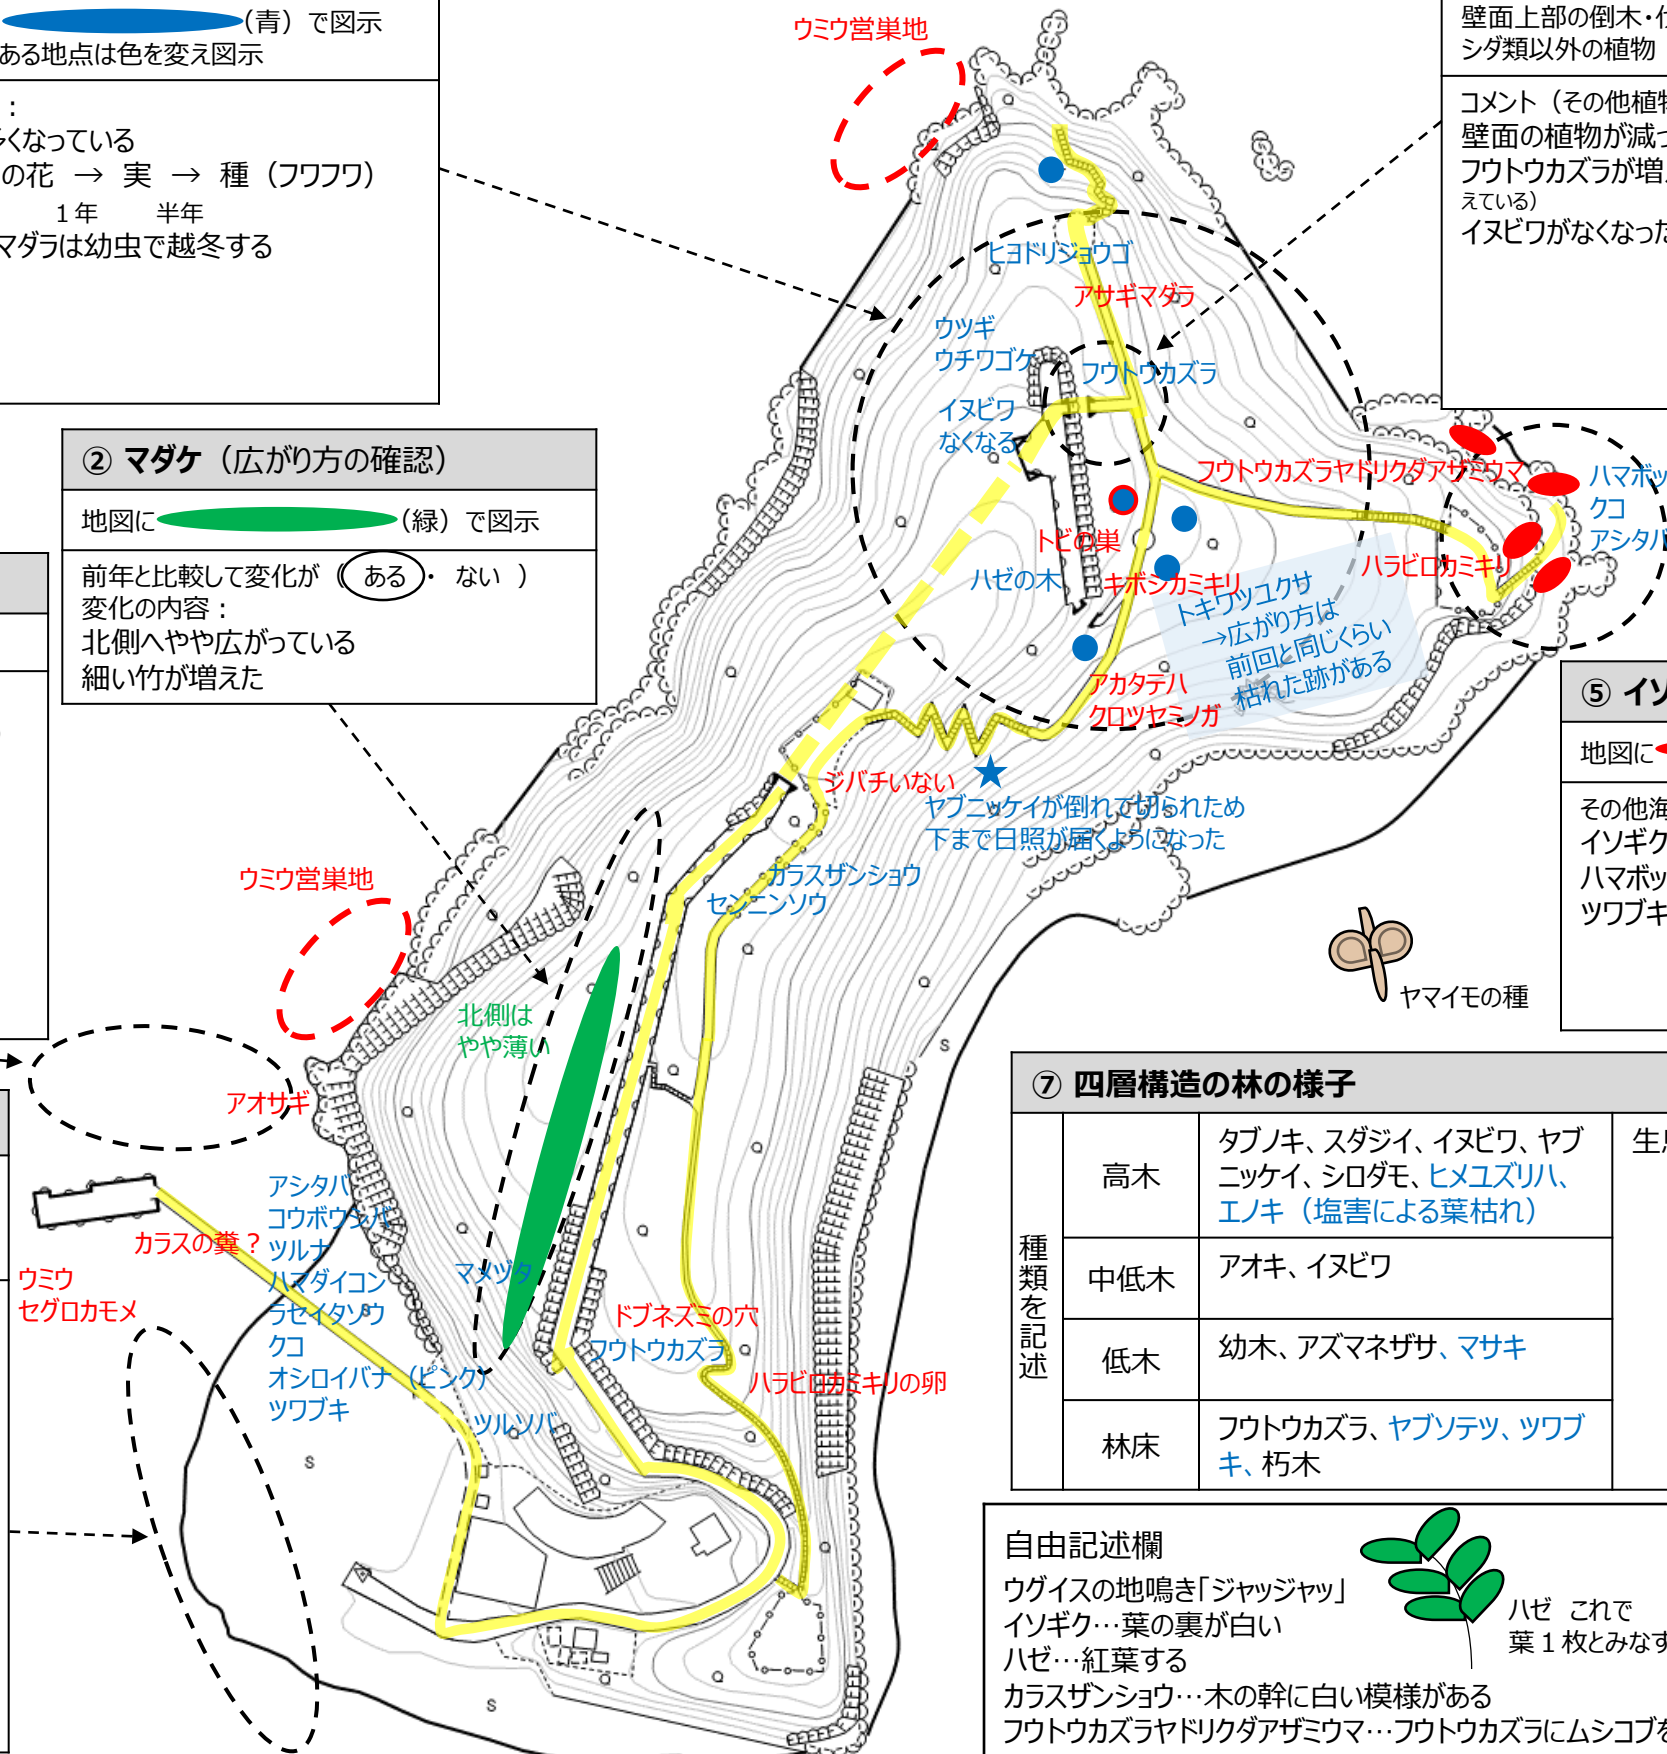 (青）で図示
ある地点は色を変え図示
：
くなっている
の花 → 実 → 種（フワフワ）
１年 半年
マダラは幼虫で越冬する
② マダケ（広がり方の確認）
地図に（緑）で図示
前年と比較して変化が（ ある ・ ない ）
変化の内容：
北側へやや広がっている
細い竹が増えた
壁面上部の倒木・
シダ類以外の植物
コメント（その他植物
壁面の植物が減っ
フウトウカズラが増
えている）
イヌビワがなくなった
ウミウ営巣地
ヒヨドリジョウゴ
アサギマダラ
ウツギ
ウチワゴケ
フウトウカズラ
イヌビワ
なくなる
フウトウカズラヤドリクダアザミウマ
ハマボッ
クコ
アシタバ
トビの巣
ハゼの木
キボシカミキリ
ハラビロカミキリ
トキワツユクサ
→広がり方は
前回と同じくらい
枯れた跡がある
アカタテハ
クロツヤミノガ
ジバチいない
ヤブニッケイが倒れて切られため
下まで日照が届くようになった
カラスザンショウ
センニンソウ
ウミウ営巣地
北側は
やや薄い
アオサギ
⑤ イソ
地図に
その他海
イソギク
ハマボッ
ツワブキ
ヤマイモの種
カラスの糞？
アシタバ
コウボウシバ
ツルナ
ハマダイコン
ラセイタソウ
クコ
オシロイバナ（ピンク）
ツワブキ
ウミウ
セグロカモメ
マメヅタ
ドブネズミの穴
フウトウカズラ
ハラビロカミキリの卵
ツルソバ
S
S
S
S
⑦ 四層構造の林の様子
種類を記述
高木
タブノキ、スダジイ、イヌビワ、ヤブ
ニッケイ、シロダモ、ヒメユズリハ、
エノキ（塩害による葉枯れ）
生
中低木
アオキ、イヌビワ
低木
幼木、アズマネザサ、マサキ
林床
フウトウカズラ、ヤブソテツ、ツワブ
キ、朽木
自由記述欄
ウグイスの地鳴き「ジャッジャッ」
イソギク…葉の裏が白い
ハゼ…紅葉する
カラスザンショウ…木の幹に白い模様がある
フウトウカズラヤドリクダアザミウマ…フウトウカズラにムシコブを
ハゼ これで
葉１枚とみなす